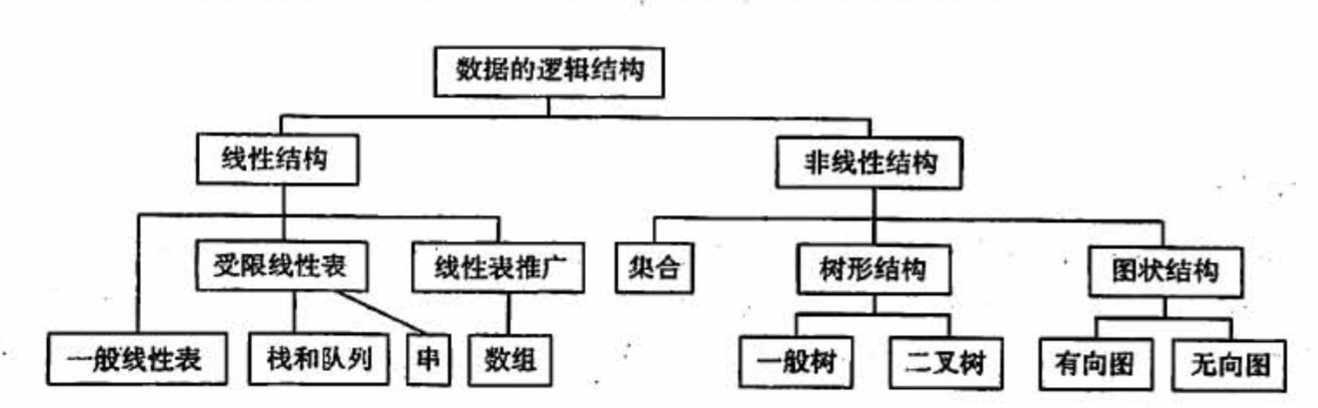 数据的逻辑结构
线性结构
非线性结构
受限线性表
线性表推广
集合
树形结构
图状结构
一般线性表
栈和队列
串
数组
一般树
二叉树
有向图
无向图